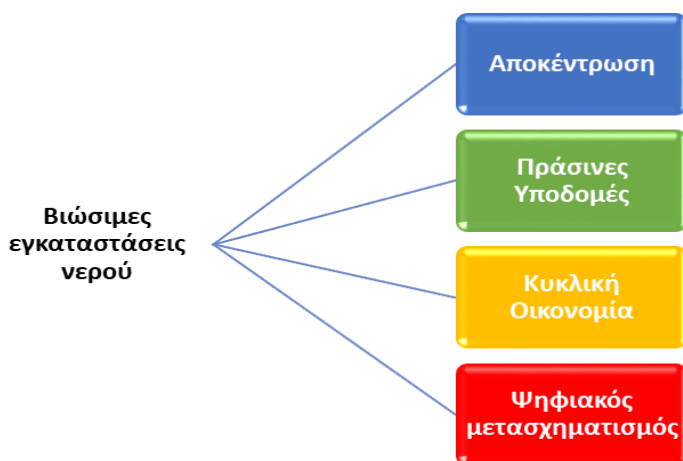 Βιώσιμες
εγκαταστάσεις
νερού
Αποκέντρωση
Πράσινες
Υποδομές
Κυκλική
Οικονομία
Ψηφιακός
μετασχηματισμός